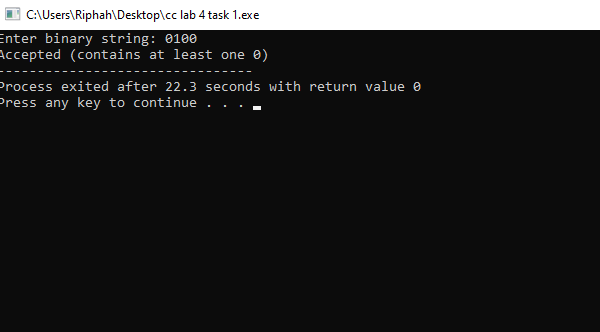 C:\Users\Riphah\Desktop\cc lab 4 task 1.exe
Enter binary string: 0100
Accepted (contains at least one 0)
--------------------------------
Process exited after 22.3 seconds with return value 0
Press any key to continue . . .